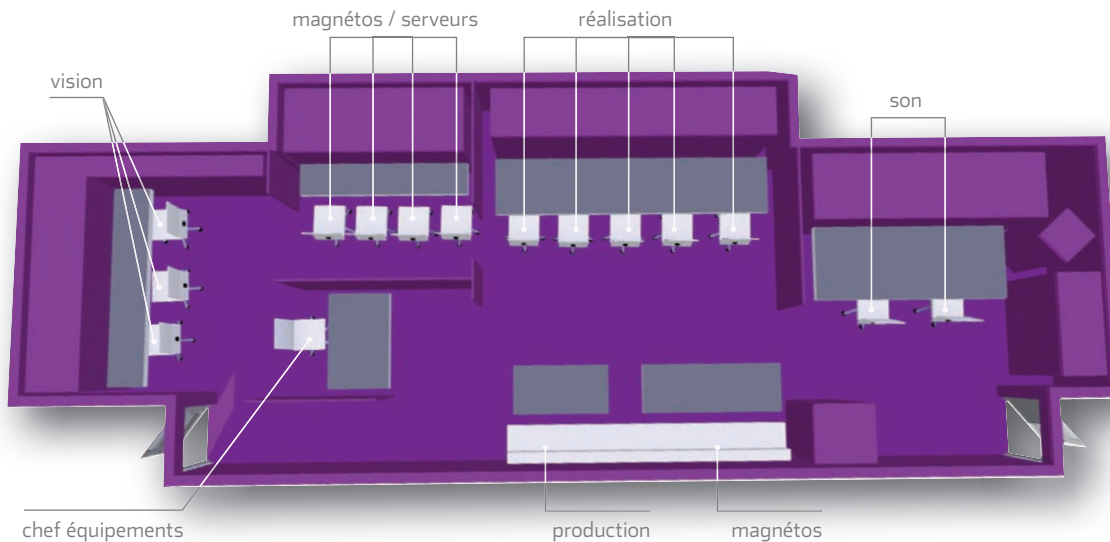 magnétos / serveurs
réalisation
vision
son
chef équipements
production
magnétos